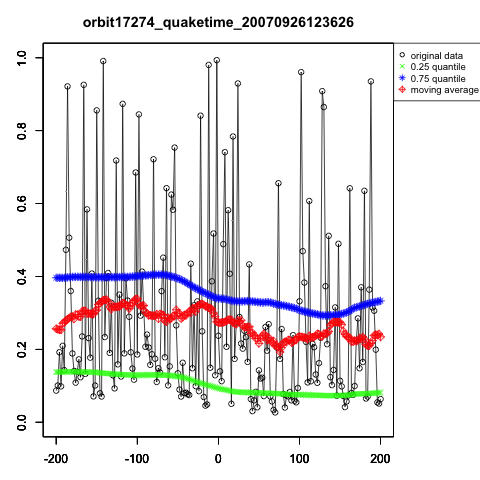 orbit17274_quaketime_20070926123626
original data
0.25 quantile
0.75 quantile
moving average
1.0
0.8
0.6
0.4
0.2
0.0
-200 -100 0 100 200